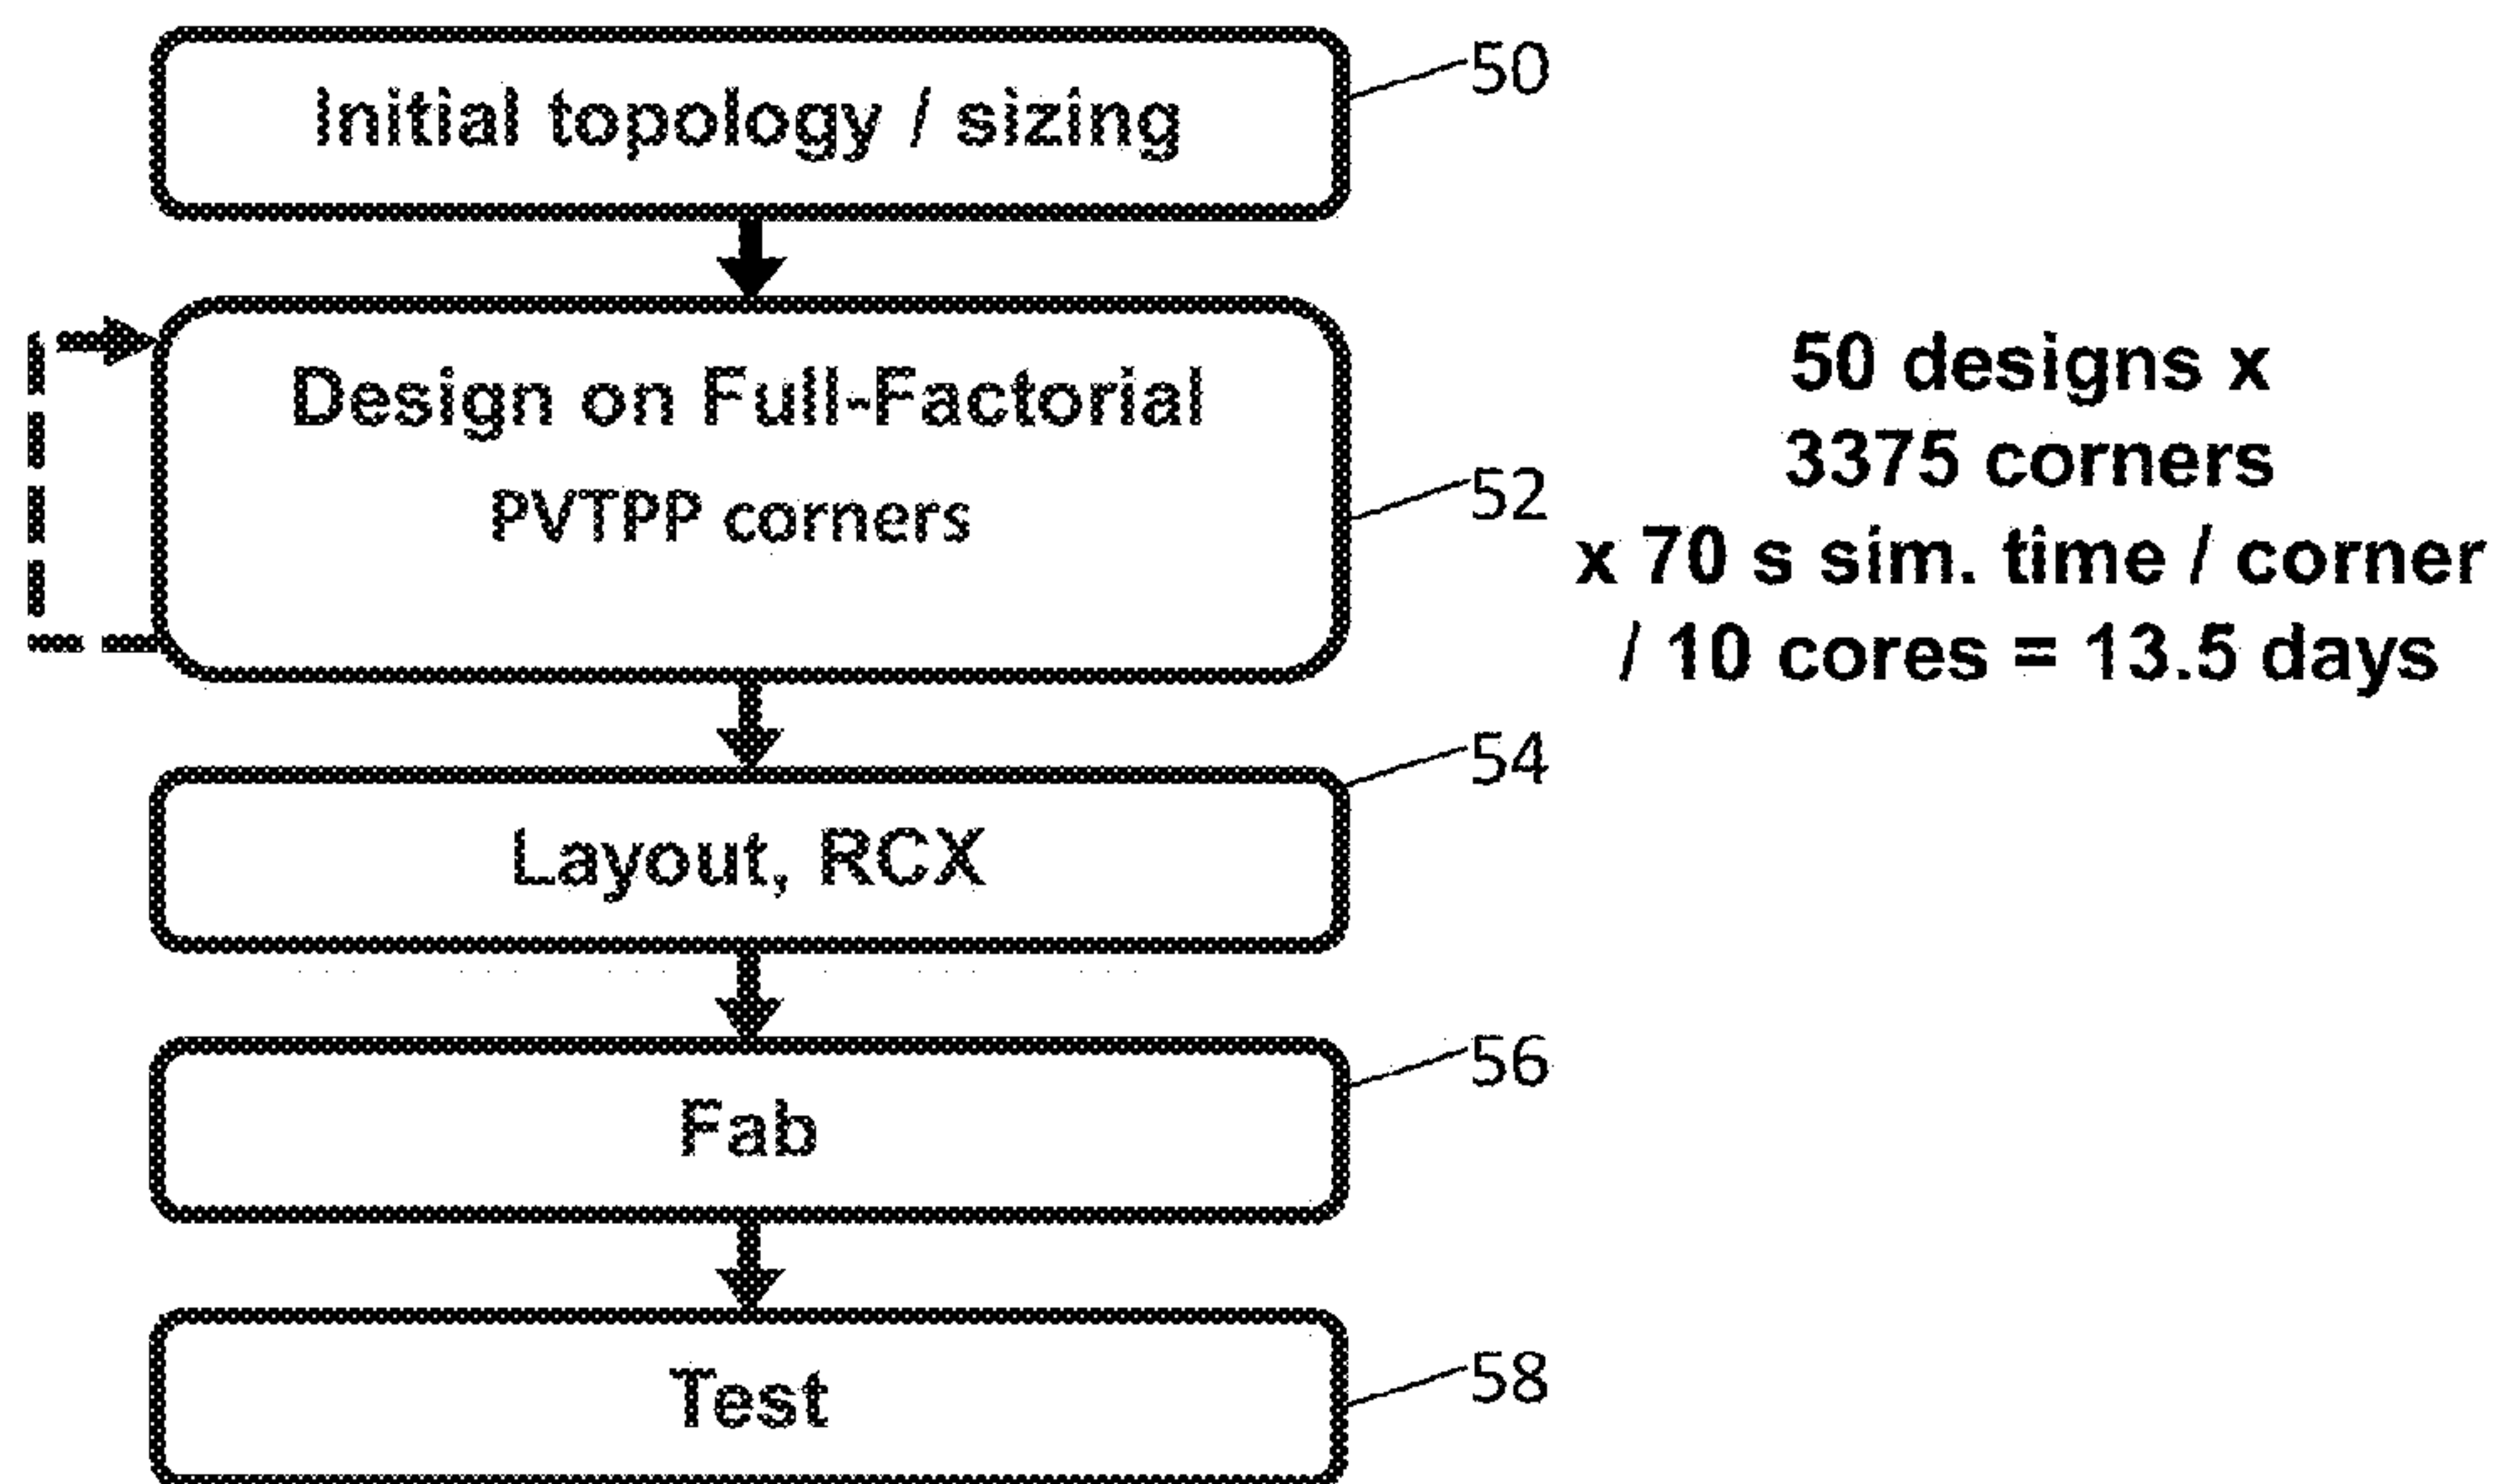 Initial topology / sizing
50
Design on Full-Factorial
PVTPP corners
52
50 designs x
3375 corners
x 70 s sim. time / corner
/ 10 cores = 13.5 days
Layout, RCX
54
Fab
56
Test
58